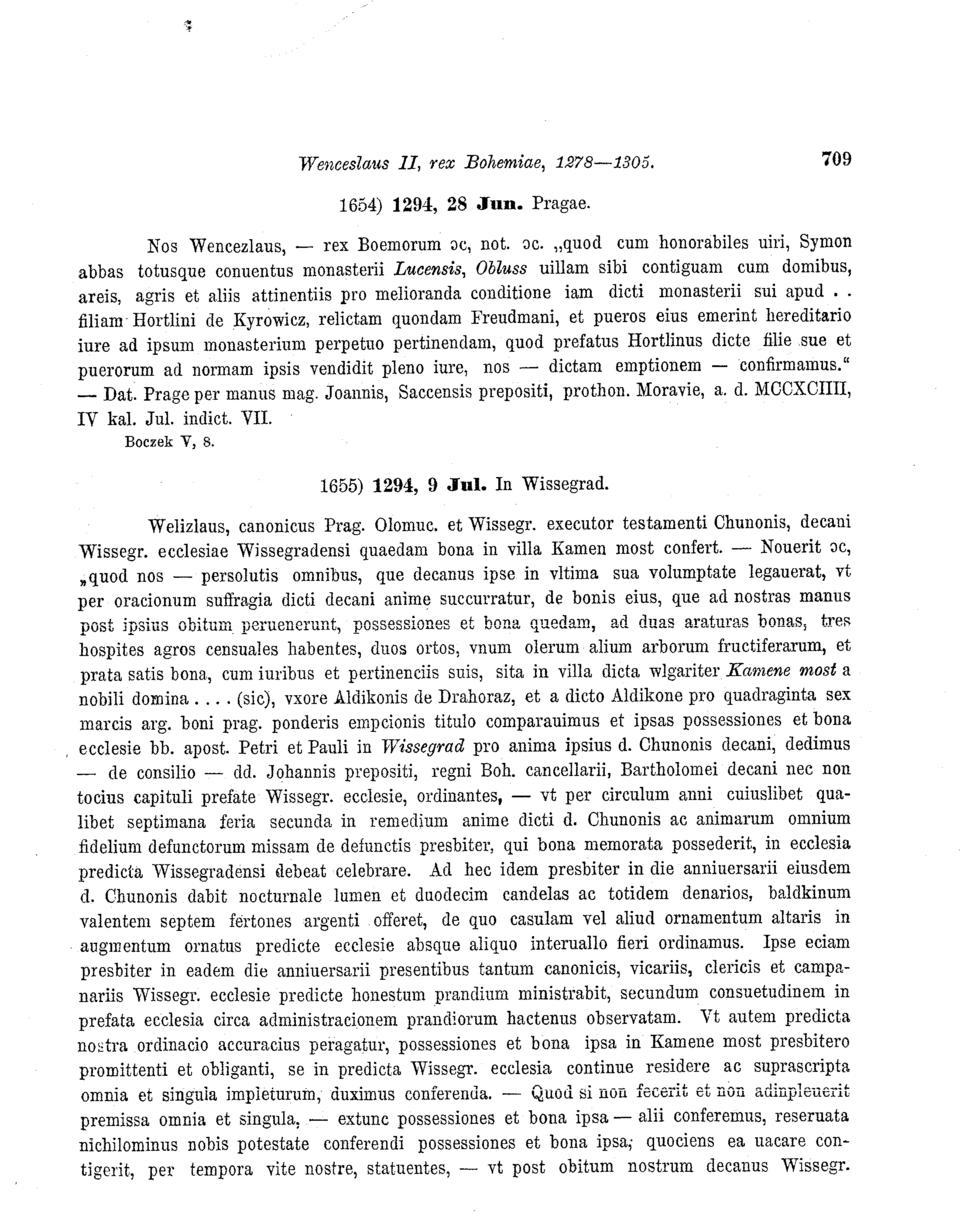 Wenceslaus II, rex Bohemiae, 1278—1305. 709
1654) 1294, 28 Jun. Pragae.
Nos Wencezlaus, — rex Boemorum ɔc, not. ɔc. „quod cum honorabiles uiri, Symon
abbas totusque conuentus monasterii Lucensis, Obluss uillam sibi contiguam cum domibus,
areis, agris et aliis attinentiis pro melioranda conditione iam dicti monasterii sui apud . .
filiam Hortlini de Kyrowicz, relictam quondam Freudmani, et pueros eius emerint hereditario
iure ad ipsum monasterium perpetuo pertinendam, quod prefatus Hortlinus dicte filie sue et
puerorum ad normam ipsis vendidit pleno iure, nos — dictam emptionem — confirmamus.“
— Dat. Prage per manus mag. Joannis, Saccensis prepositi, prothon. Moravie, a. d. MCCXCIIII,
IV kal. Jul. indict. VII.
Boczek V, 8.
1655) 1294, 9 Jul. In Wissegrad.
Welizlaus, canonicus Prag. Olomuc. et Wissegr. executor testamenti Chunonis, decani
Wissegr. ecclesiae Wissegradensi quaedam bona in villa Kamen most confert. — Nouerit ɔc,
„quod nos — persolutis omnibus, que decanus ipse in vltima sua volumptate legauerat, vt
per oracionum suffragia dicti decani anime succurratur, de bonis eius, que ad nostras manus
post ipsius obitum peruenerunt, possessiones et bona quedam, ad duas araturas bonas, tres
hospites agros censuales habentes, duos ortos, vnum olerum alium arborum fructiferarum, et
prata satis bona, cum iuribus et pertinenciis suis, sita in villa dicta wlgariter Kamene most a
nobili domina . . . . (sic), vxore Aldikonis de Drahoraz, et a dicto Aldikone pro quadraginta sex
marcis arg. boni prag. ponderis empcionis titulo comparauimus et ipsas possessiones et bona
ecclesie bb. apost. Petri et Pauli in Wissegrad pro anima ipsius d. Chunonis decani, dedimus
— de consilio — dd. Johannis prepositi, regni Boh. cancellarii, Bartholomei decani nec non
tocius capituli prefate Wissegr. ecclesie, ordinantes, — vt per circulum anni cuiuslibet qua-
libet septimana feria secunda in remedium anime dicti d. Chunonis ac animarum omnium
fidelium defunctorum missam de defunctis presbiter, qui bona memorata possederit, in ecclesia
predicta Wissegradensi debeat celebrare. Ad hec idem presbiter in die anniuersarii eiusdem
d. Chunonis dabit nocturnale lumen et duodecim candelas ac totidem denarios, baldkinum
valentem septem fertones argenti offeret, de quo casulam vel aliud ornamentum altaris in
augmentum ornatus predicte ecclesie absque aliquo interuallo fieri ordinamus. Ipse eciam
presbiter in eadem die anniuersarii presentibus tantum canonicis, vicariis, clericis et campa-
nariis Wissegr. ecclesie predicte honestum prandium ministrabit, secundum consuetudinem in
prefata ecclesia circa administracionem prandiorum hactenus observatam. Vt autem predicta
nostra ordinacio accuracius peragatur, possessiones et bona ipsa in Kamene most presbitero
promittenti et obliganti, se in predicta Wissegr. ecclesia continue residere ac suprascripta
omnia et singula impleturum, duximus conferenda. — Quod si non fecerit et non adinpleuerit
premissa omnia et singula, — extunc possessiones et bona ipsa — alii conferemus, reseruata
nichilominus nobis potestate conferendi possessiones et bona ipsa, quociens ea uacare con-
tigerit, per tempora vite nostre, statuentes, — vt post obitum nostrum decanus Wissegr.